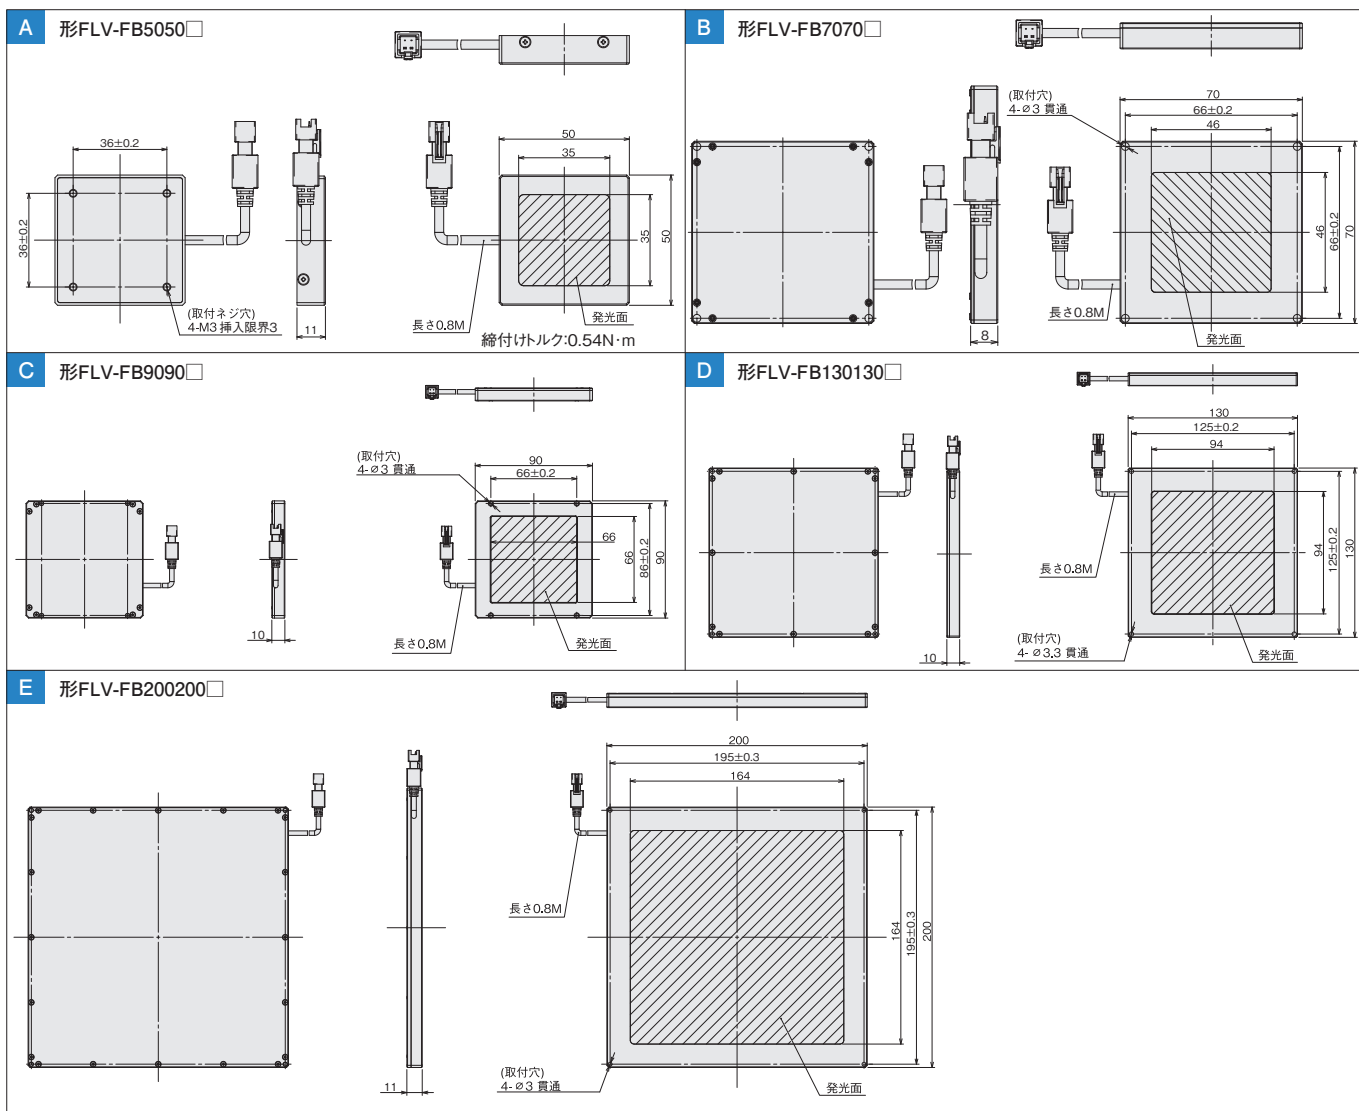 A 形FLV-FB5050□
36±0.2
36±0.2
(取付ネジ穴)
4-M3 挿入限界3
11
50
35
35
50
長さ0.8M
発光面
締付けトルク:0.54N·m
B 形FLV-FB7070□
(取付穴)
4-ø3 貫通
70
66±0.2
46
46
66±0.2
70
8
長さ0.8M
発光面
C 形FLV-FB9090□
(取付穴)
4-ø3 貫通
90
66±0.2
66
66
86±0.2
90
10
長さ0.8M
発光面
D 形FLV-FB130130□
130
125±0.2
94
94
125±0.2
130
長さ0.8M
10
(取付穴)
4-ø3.3 貫通
発光面
E 形FLV-FB200200□
200
195±0.3
164
164
195±0.3
200
長さ0.8M
11
(取付穴)
4-ø3 貫通
発光面